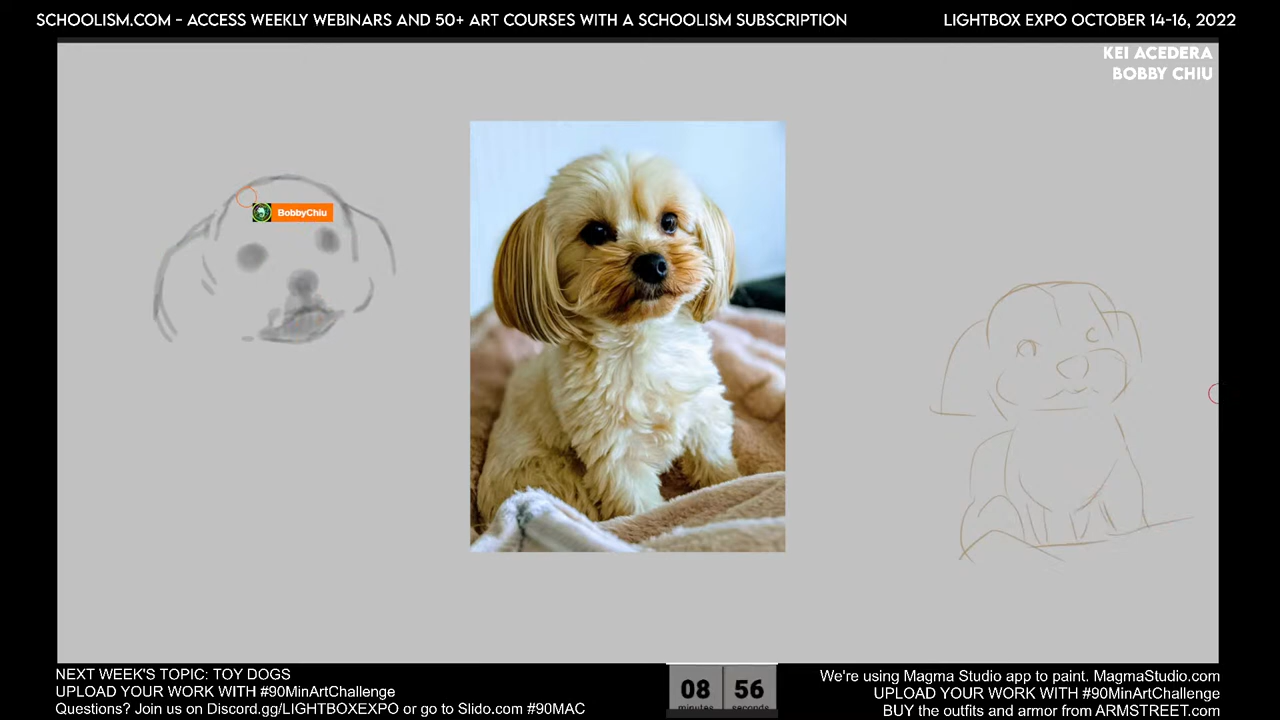 SCHOOLISM.COM – ACCESS WEEKLY WEBINARS AND 50+ ART COURSES WITH A SCHOOLISM SUBSCRIPTION
LIGHTBOX EXPO OCTOBER 14-16, 2022
KEI ACEDERA
BOBBY CHIU
BobbyChiu
NEXT WEEK'S TOPIC: TOY DOGS
UPLOAD YOUR WORK WITH #90MinArtChallenge
Questions? Join us on Discord.gg/LIGHTBOXEXPO or go to Slido.com #90MAC
08 56
minutes seconds
We're using Magma Studio app to paint. MagmaStudio.com
UPLOAD YOUR WORK WITH #90MinArtChallenge
BUY the outfits and armor from ARMSTREET.com